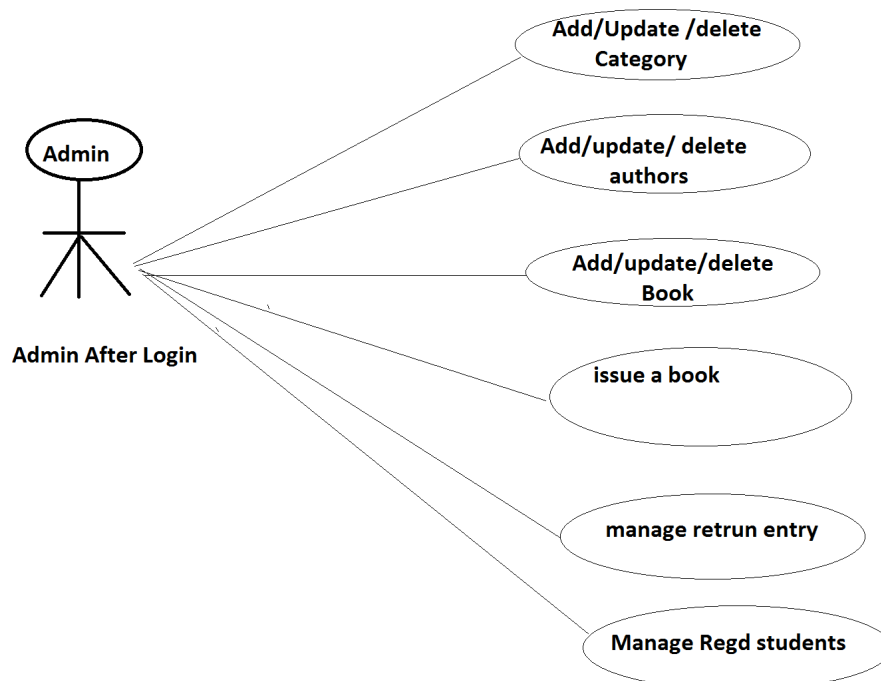 Add/Update /delete
Category
Admin
Add/update/ delete
authors
Add/update/delete
Book
Admin After Login
issue a book
manage retrun entry
Manage Regd students